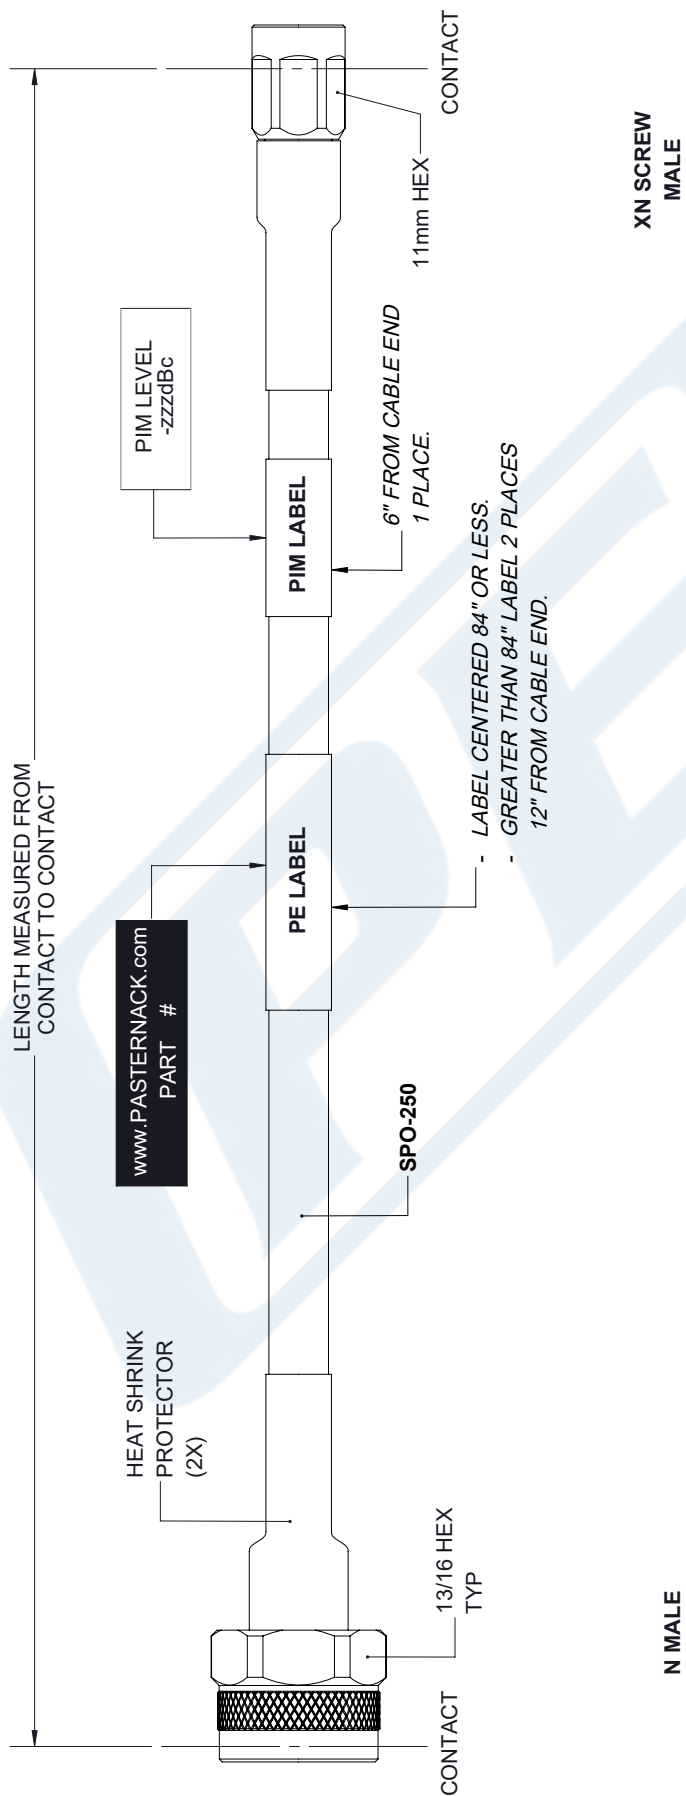 LENGTH MEASURED FROM
CONTACT TO CONTACT
HEAT SHRINK
PROTECTOR
(2X)
www.PASTERNACK.com
PART #
PIM LEVEL
-zzzdBc
PE LABEL
PIM LABEL
CONTACT
13/16 HEX
TYP
SPO-250
- LABEL CENTERED 84" OR LESS.
- GREATER THAN 84" LABEL 2 PLACES
12" FROM CABLE END.
6" FROM CABLE END
1 PLACE.
11mm HEX
CONTACT
N MALE
XN SCREW
MALE
PE